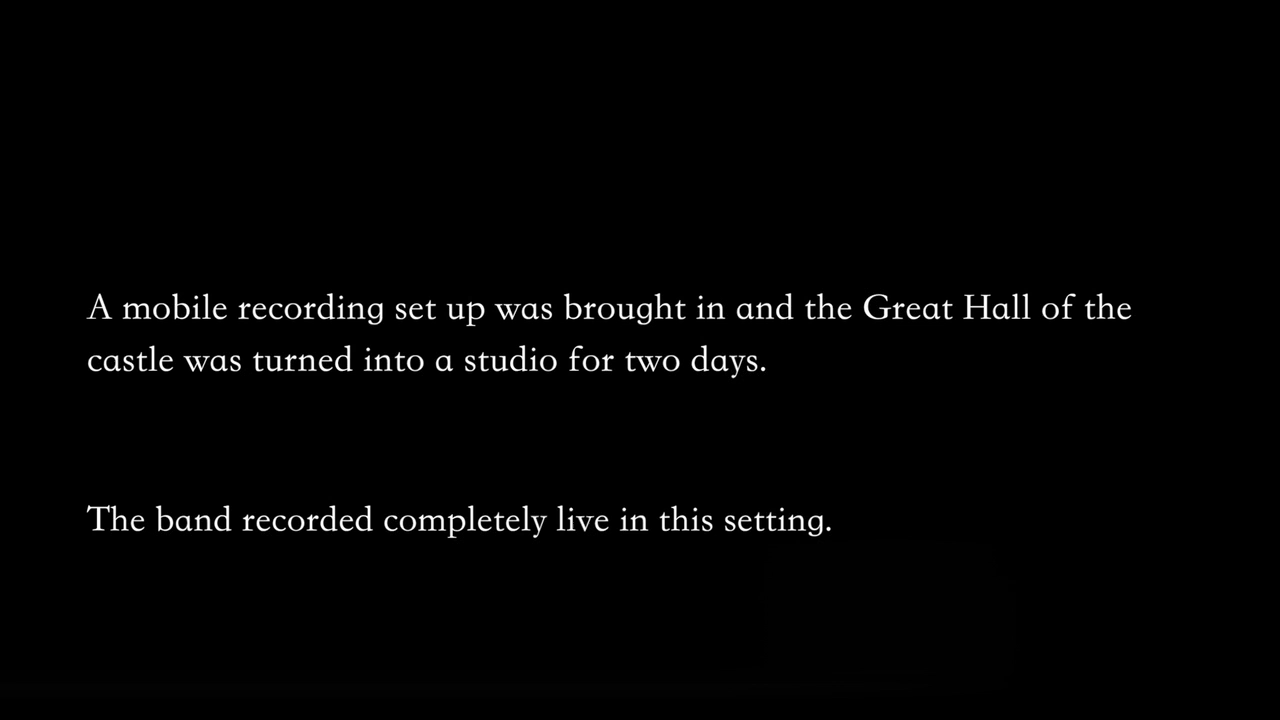 A mobile recording set up was brought in and the Great Hall of the
castle was turned into a studio for two days.
The band recorded completely live in this setting.